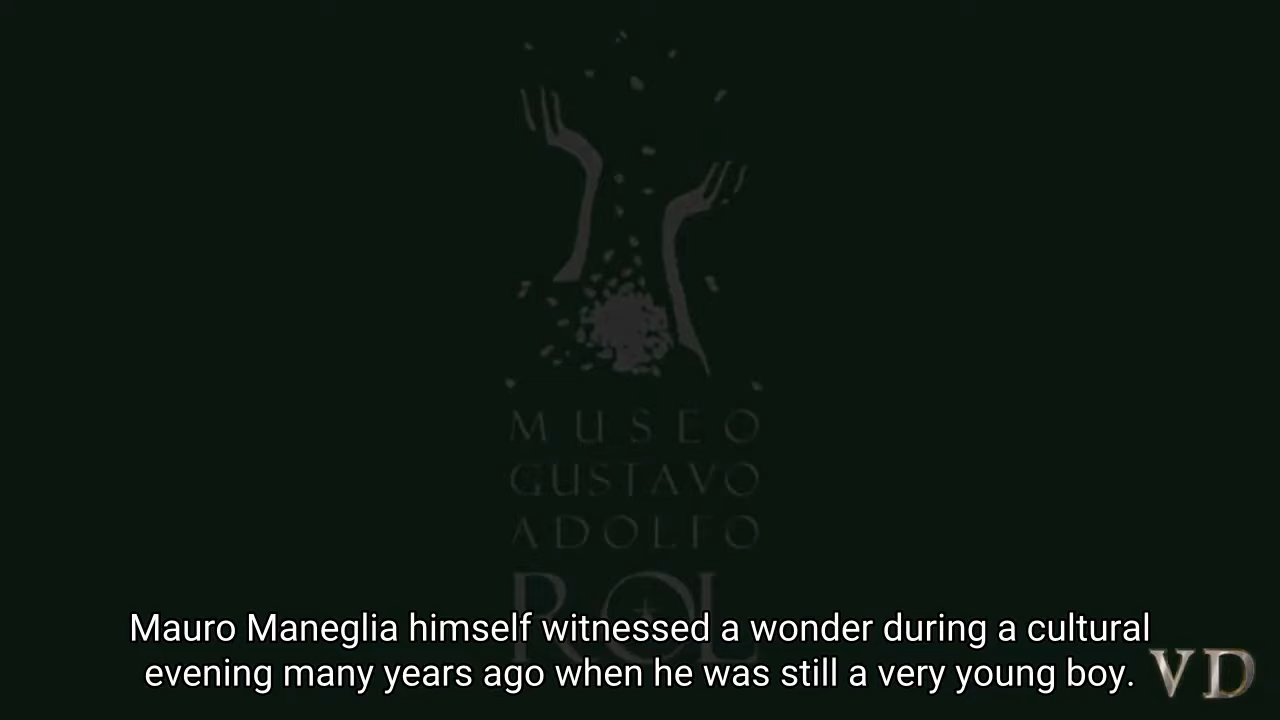 MUSEO
GUSTAVO
ADOLFO
ROL
Mauro Maneglia himself witnessed a wonder during a cultural
evening many years ago when he was still a very young boy.
VD